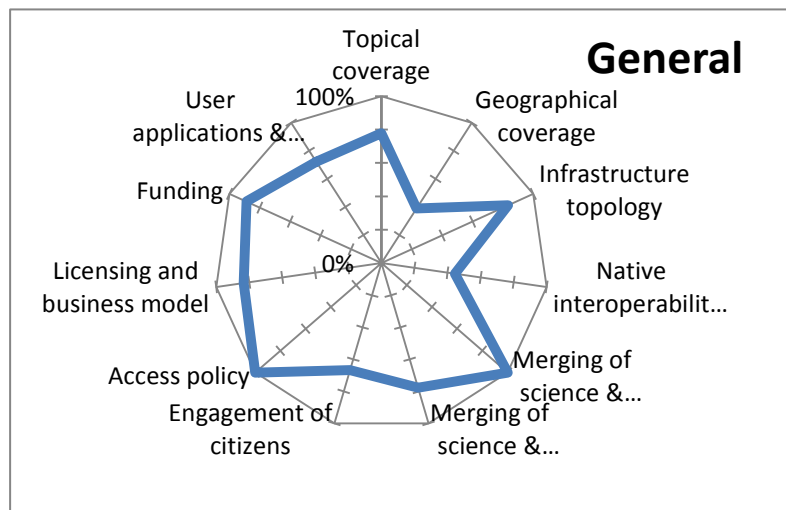 General
Topical
coverage
100%
Geographical
coverage
Infrastructure
topology
Native
interoperabilit...
Merging of
science &...
Merging of
science &...
Engagement of
citizens
Access policy
Licensing and
business model
Funding
User
applications &...
0%